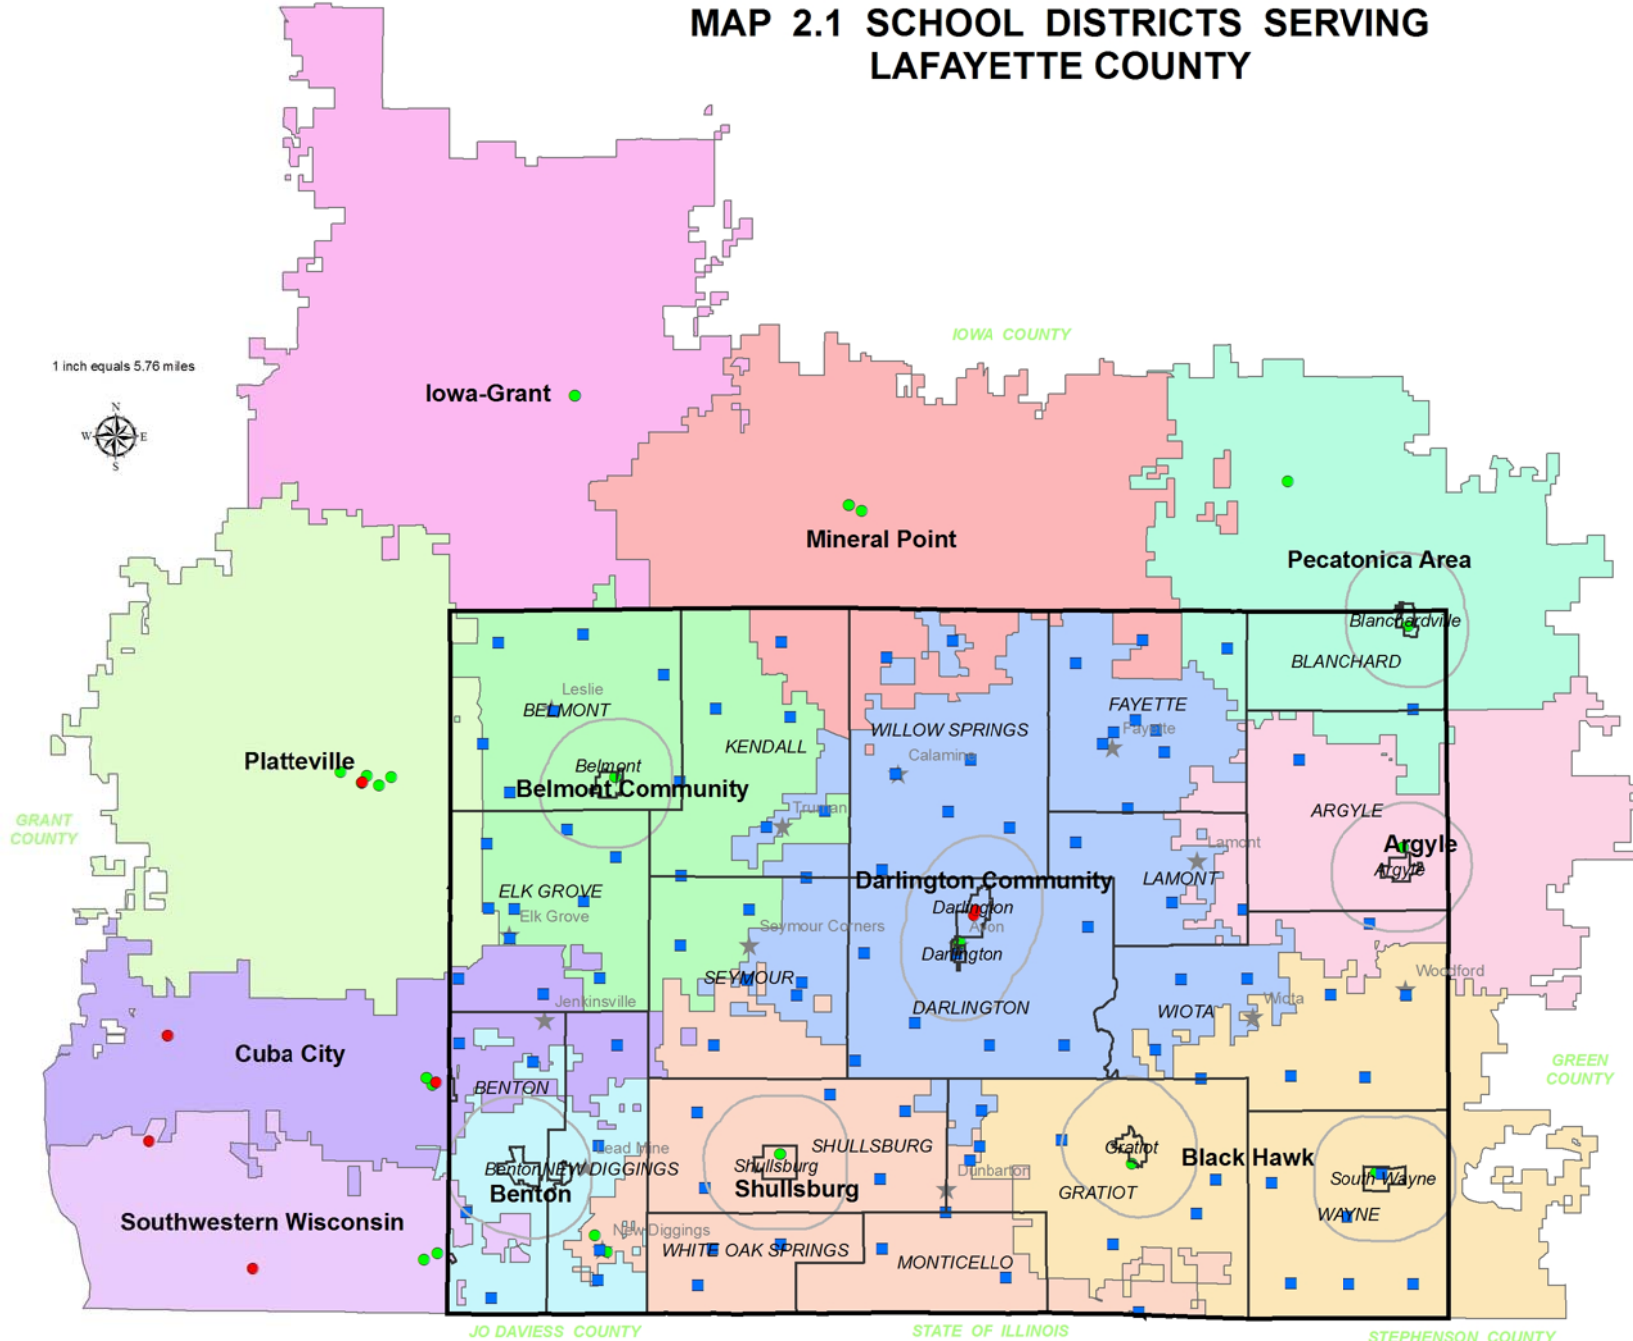 MAP 2.1 SCHOOL DISTRICTS SERVING
LAFAYETTE COUNTY
IOWA COUNTY
1 inch equals 5.76 miles
Iowa-Grant
N
W
E
S
Mineral Point
Pecatonica Area
Blanchardville
BLANCHARD
Leslie
BELMONT
FAYETTE
Fayette
WILLOW SPRINGS
KENDALL
Calamine
Platteville
Belmont
Belmont Community
Truman
ARGYLE
GRANT
COUNTY
Argyle
Argyle
Lamont
LAMONT
Darlington Community
ELK GROVE
Elk Grove
Darlington
Avon
Seymour Corners
Darlington
SEYMOUR
Woodford
Jenkinsville
DARLINGTON
WIOTA
Wiota
Cuba City
GREEN
COUNTY
BENTON
Lead Mine
SHULLSBURG
Gratiot
Black Hawk
Benton
NEW DIGGINGS
Shullsburg
Dunbarton
South Wayne
Benton
Shullsburg
GRATIOT
Southwestern Wisconsin
WAYNE
New Diggings
WHITE OAK SPRINGS
MONTICELLO
JO DAVIESS COUNTY
STATE OF ILLINOIS
STEPHENSON COUNTY